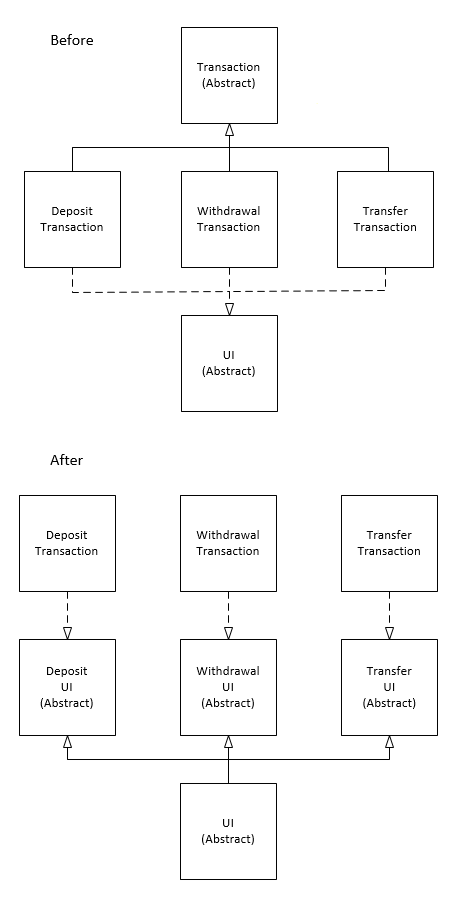 Before
Transaction
(Abstract)
Deposit
Transaction
Withdrawal
Transaction
Transfer
Transaction
UI
(Abstract)
After
Deposit
Transaction
Withdrawal
Transaction
Transfer
Transaction
Deposit
UI
(Abstract)
Withdrawal
UI
(Abstract)
Transfer
UI
(Abstract)
UI
(Abstract)